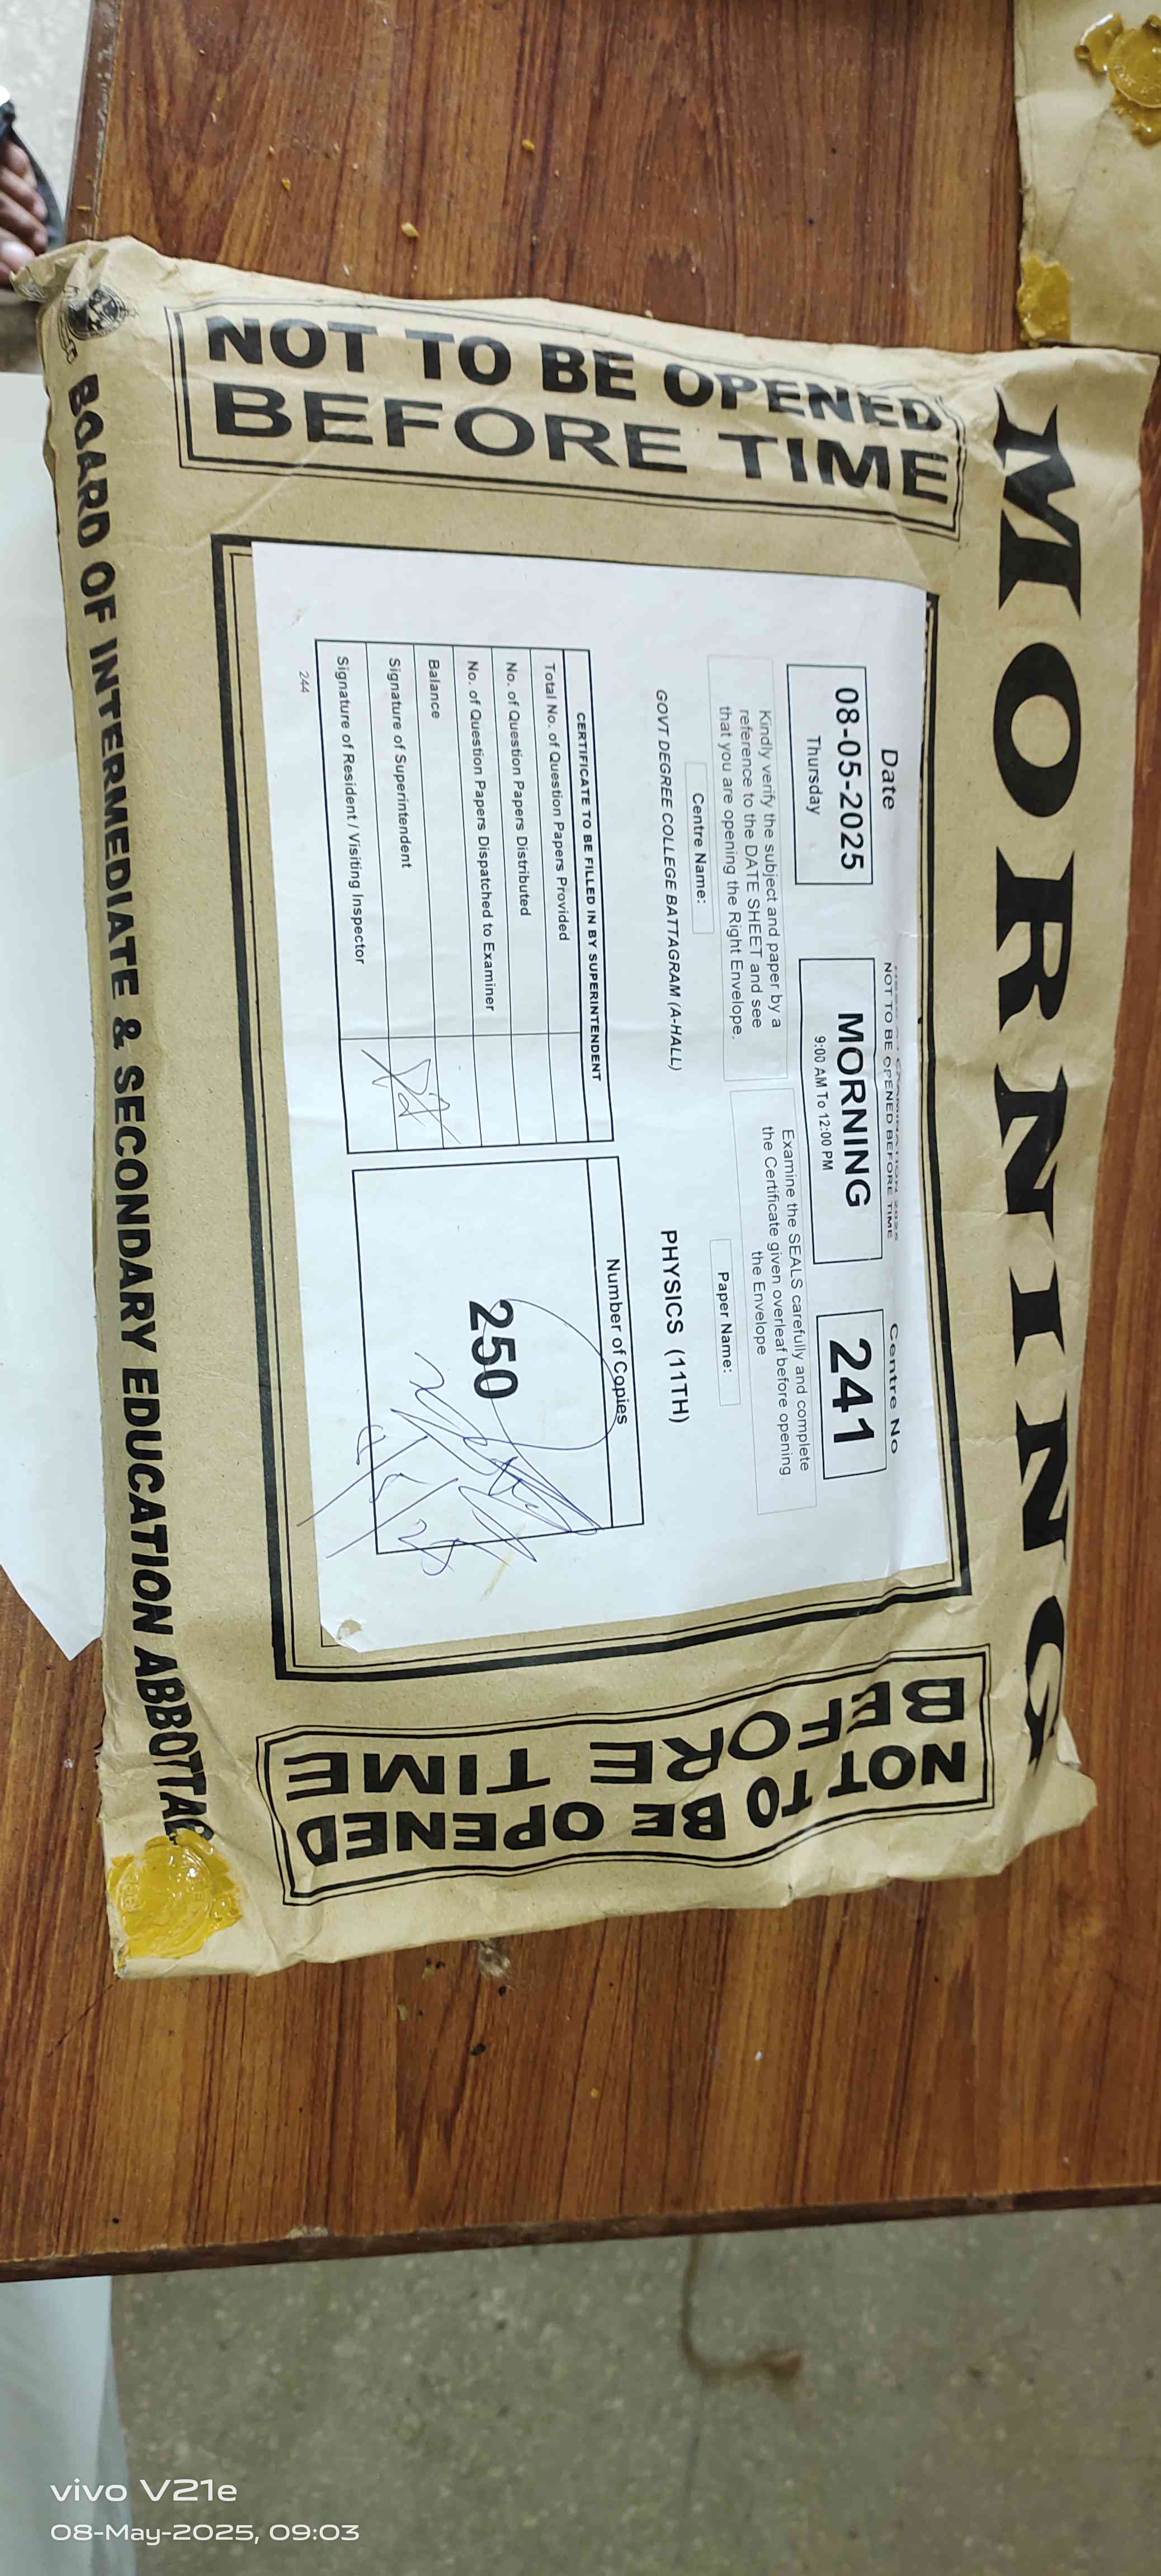 MORNING
NOT TO BE OPENED
BEFORE TIME
Date
08-05-2025
Thursday
NOT TO BE OPENED BEFORE TIME
MORNING
9:00 AM To 12:00 PM
Centre No
241
Kindly verify the subject and paper by a
reference to the DATE SHEET and see
that you are opening the Right Envelope.
Examine the SEALS carefully and complete
the Certificate given overleaf before opening
the Envelope
Centre Name:
GOVT DEGREE COLLEGE BATTAGRAM (A-HALL)
Paper Name:
PHYSICS (11TH)
CERTIFICATE TO BE FILLED IN BY SUPERINTENDENT
Total No. of Question Papers Provided
No. of Question Papers Distributed
No. of Question Papers Dispatched to Examiner
Balance
Signature of Superintendent
Signature of Resident / Visiting Inspector
244
Number of Copies
250
NOT TO BE OPENED
BEFORE TIME
BOARD OF INTERMEDIATE & SECONDARY EDUCATION ABBOTTAB
vivo V21e
08-May-2025, 09:03